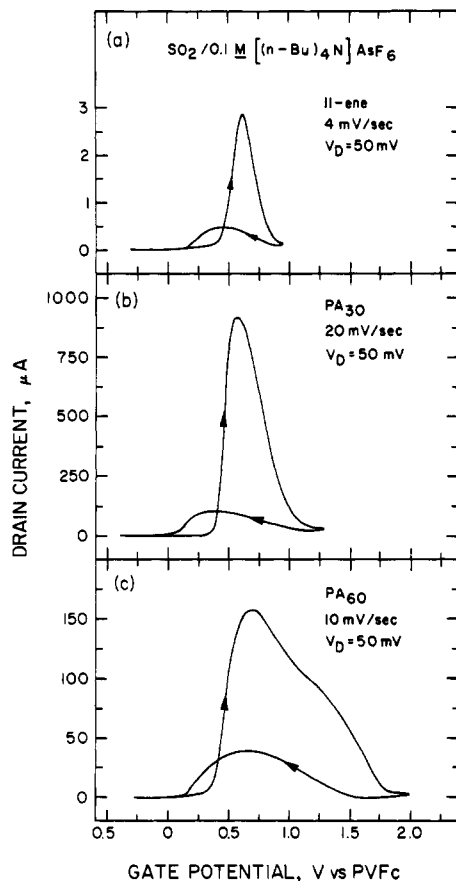 (a)
SO2/0.1 M [(n-Bu)4N] AsF6
11-ene
4 mV/sec
VD = 50 mV
3
2
1
0
(b)
PA30
20 mV/sec
VD = 50 mV
1000
750
500
250
0
(c)
PA60
10 mV/sec
VD = 50 mV
150
100
50
0
DRAIN CURRENT, μA
0.5 0 0.5 1.0 1.5 2.0
GATE POTENTIAL, V vs PVFc